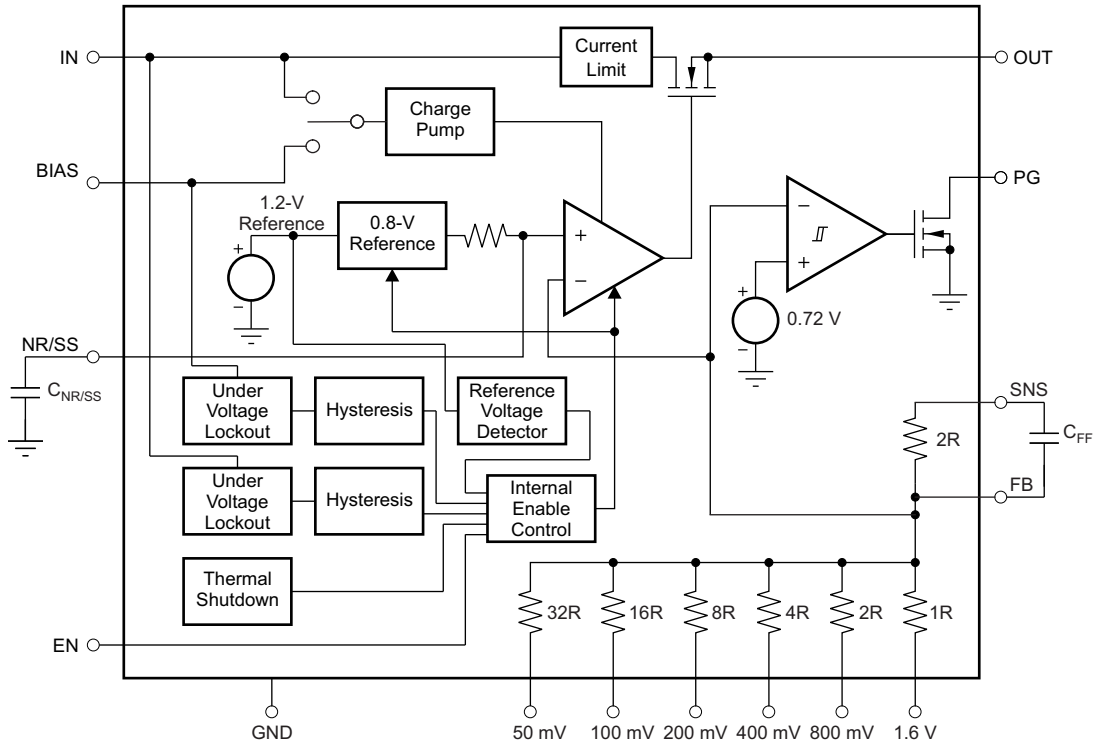 IN
Current
Limit
OUT
Charge
Pump
BIAS
PG
1.2-V
Reference
0.8-V
Reference
+
−
+
−
−
+
+
−
0.72 V
NR/SS
CNR/SS
Under
Voltage
Lockout
Hysteresis
Reference
Voltage
Detector
SNS
2R
CFF
FB
Under
Voltage
Lockout
Hysteresis
Internal
Enable
Control
Thermal
Shutdown
32R
16R
8R
4R
2R
1R
EN
GND
50 mV
100 mV
200 mV
400 mV
800 mV
1.6 V